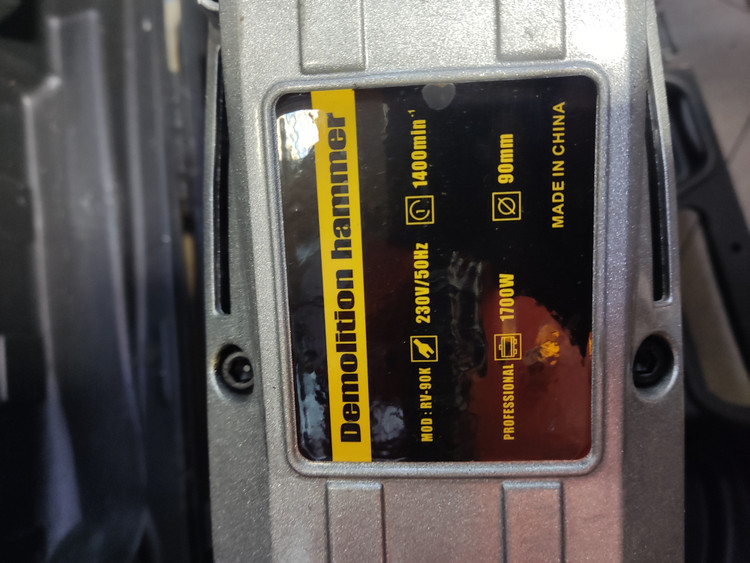 Demolition hammer
MOD : RV-90K 230V/50Hz 1400min⁻¹
PROFESSIONAL 1700W 90mm
MADE IN CHINA